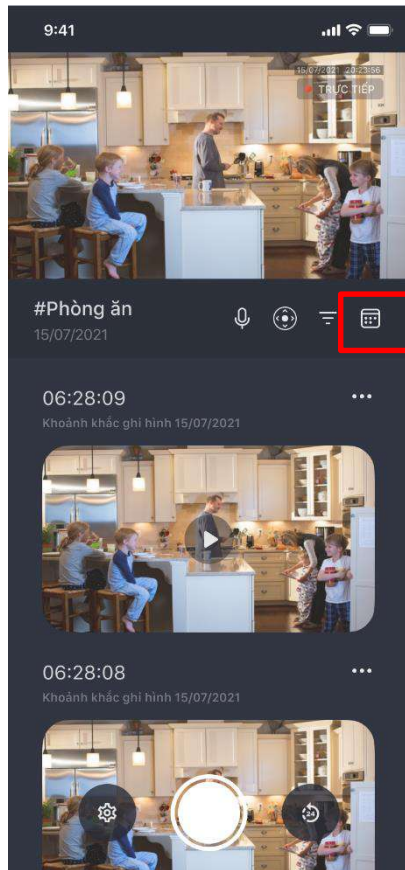 9:41
15/07/2021 20:23:56
TRỰC TIẾP
#Phòng ăn
15/07/2021
06:28:09
Khoảnh khắc ghi hình 15/07/2021
06:28:08
Khoảnh khắc ghi hình 15/07/2021
24